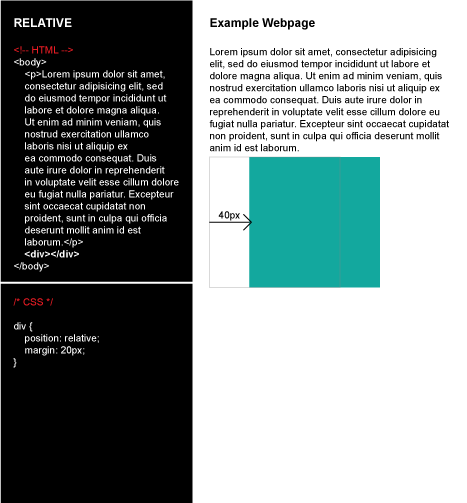 RELATIVE
<!-- HTML -->
<body>
<p>Lorem ipsum dolor sit amet,
consectetur adipisicing elit, sed
do eiusmod tempor incididunt ut
labore et dolore magna aliqua.
Ut enim ad minim veniam, quis
nostrud exercitation ullamco
laboris nisi ut aliquip ex
ea commodo consequat. Duis
aute irure dolor in reprehenderit
in voluptate velit esse cillum dolore
eu fugiat nulla pariatur. Excepteur
sint occaecat cupidatat non
proident, sunt in culpa qui officia
deserunt mollit anim id est
laborum.</p>
<div></div>
</body>
/* CSS */
div {
position: relative;
margin: 20px;
}
Example Webpage
Lorem ipsum dolor sit amet, consectetur adipisicing
elit, sed do eiusmod tempor incididunt ut labore et
dolore magna aliqua. Ut enim ad minim veniam, quis
nostrud exercitation ullamco laboris nisi ut aliquip ex
ea commodo consequat. Duis aute irure dolor in
reprehenderit in voluptate velit esse cillum dolore eu
fugiat nulla pariatur. Excepteur sint occaecat cupidatat
non proident, sunt in culpa qui officia deserunt mollit
anim id est laborum.
40px